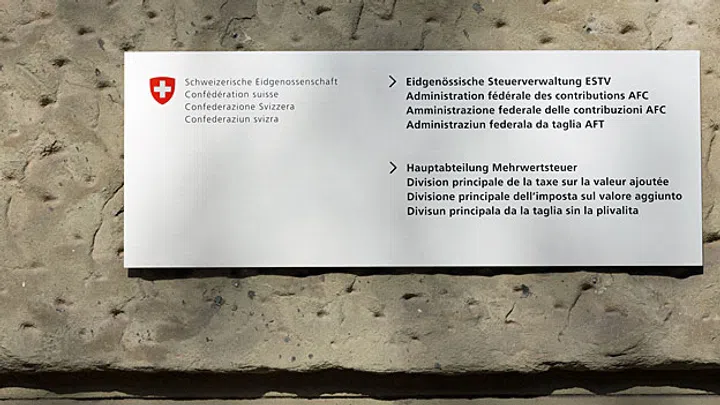 Schweizerische Eidgenossenschaft
Confédération suisse
Confederazione Svizzera
Confederaziun svizra
Eidgenössische Steuerverwaltung ESTV
Administration fédérale des contributions AFC
Amministrazione federale delle contribuzioni AFC
Administraziun federala da taglia AFT
Hauptabteilung Mehrwertsteuer
Division principale de la taxe sur la valeur ajoutée
Divisione principale dell'imposta sul valore aggiunto
Divisun principala da la taglia sin la plivalita